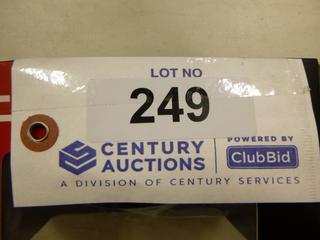 LOT NO
249
CENTURY AUCTIONS
POWERED BY
ClubBid
A DIVISION OF CENTURY SERVICES